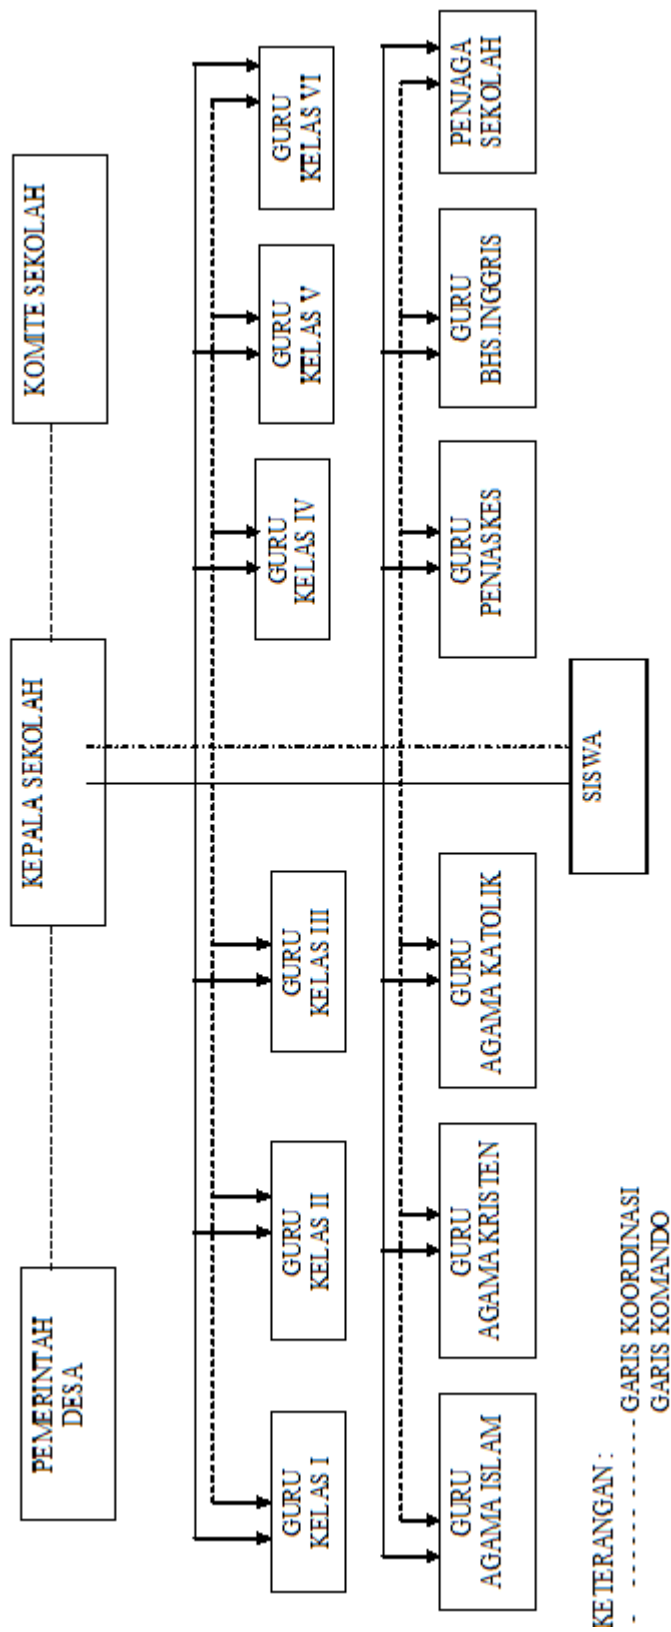 PEMERINTAH
DESA
KEPALA SEKOLAH
KOMITE SEKOLAH
GURU
KELAS I
GURU
KELAS II
GURU
KELAS III
GURU
KELAS IV
GURU
KELAS V
GURU
KELAS VI
GURU
AGAMA ISLAM
GURU
AGAMA KRISTEN
GURU
AGAMA KATOLIK
GURU
PENJASKES
GURU
BHS.INGGRIS
PENJAGA
SEKOLAH
SISWA
KETERANGAN :
- - - - - - - - - - - - - GARIS KOORDINASI
GARIS KOMANDO